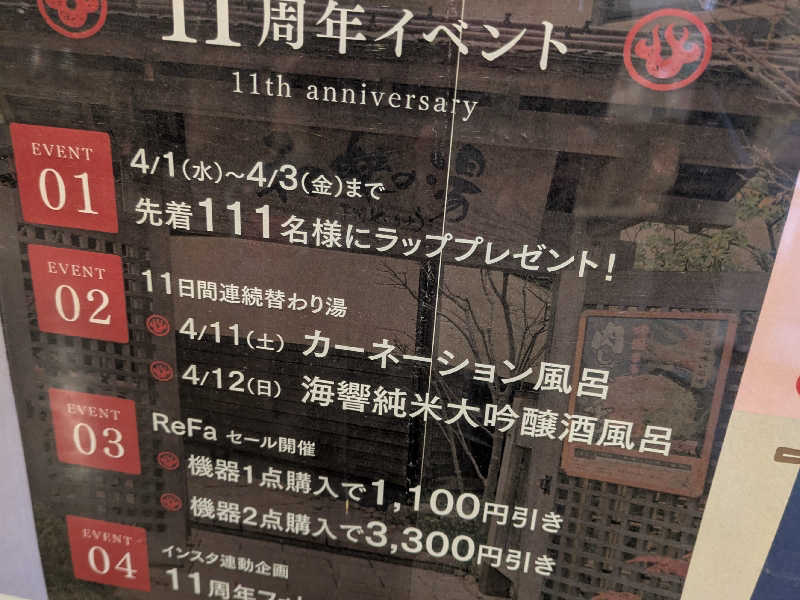 11周年イベント
11th anniversary
EVENT
01
4/1(水)～4/3(金)まで
先着111名様にラッププレゼント!
EVENT
02
11日間連続替わり湯
4/11(土) カーネーション風呂
4/12(日) 海響純米大吟醸酒風呂
EVENT
03
ReFa セール開催
機器1点購入で1,100円引き
機器2点購入で3,300円引き
EVENT
04
インスタ連動企画
11周年フォ